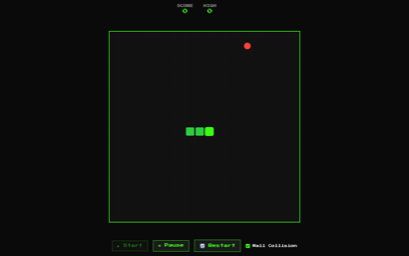 SCORE HIGH
0 0
Start Pause Restart Wall Collision